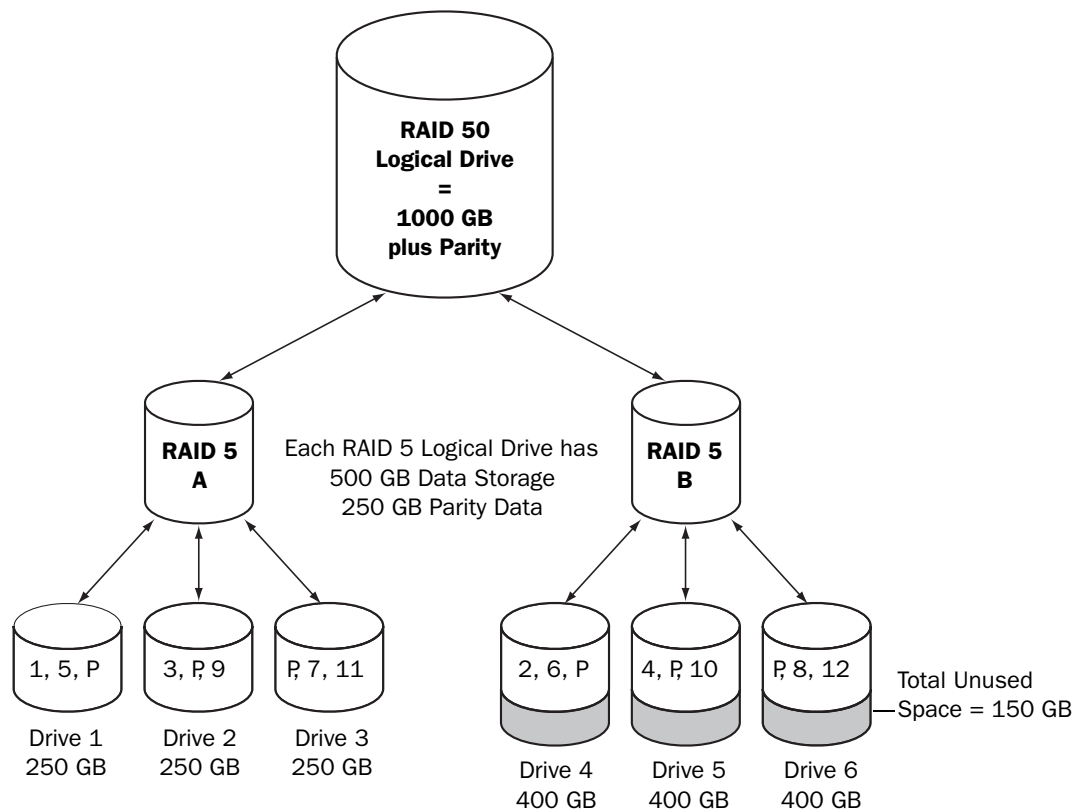 RAID 50
Logical Drive
=
1000 GB
plus Parity
RAID 5
A
Each RAID 5 Logical Drive has
500 GB Data Storage
250 GB Parity Data
RAID 5
B
1, 5, P
3, P, 9
P, 7, 11
2, 6, P
4, P, 10
P, 8, 12
Total Unused
Space = 150 GB
Drive 1
250 GB
Drive 2
250 GB
Drive 3
250 GB
Drive 4
400 GB
Drive 5
400 GB
Drive 6
400 GB